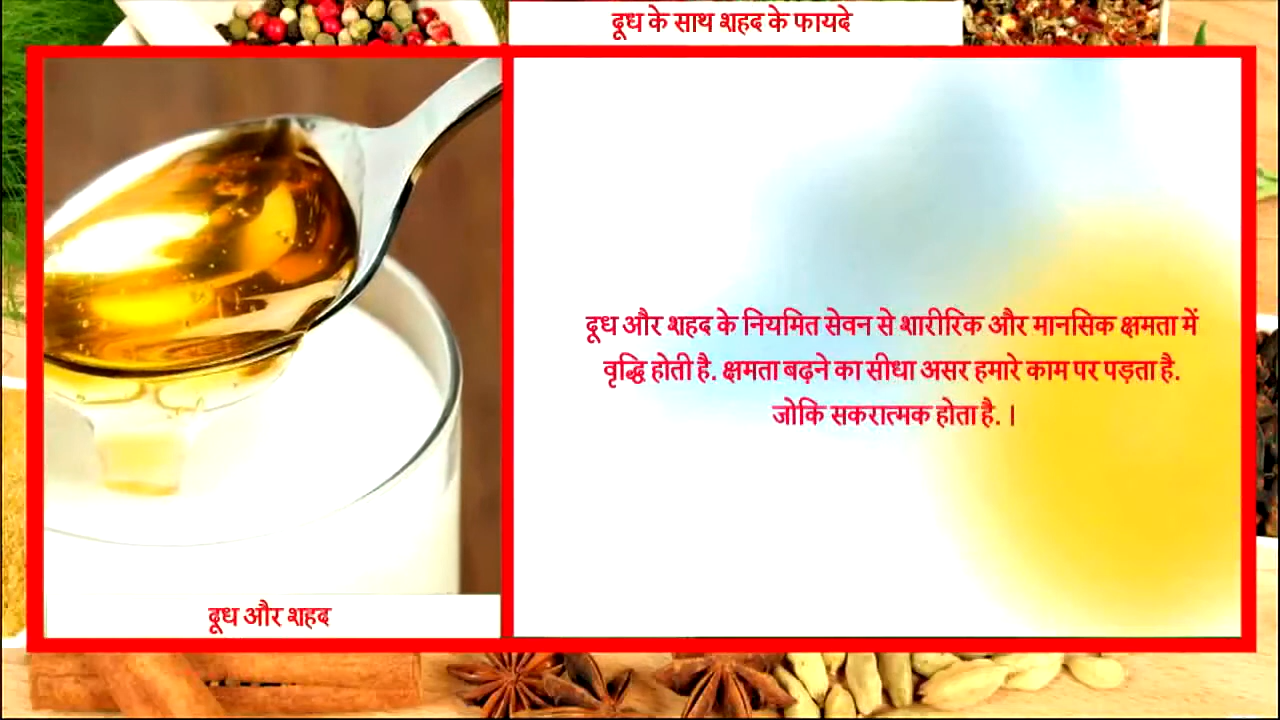 दूध के साथ शहद के फायदे
दूध और शहद के नियमित सेवन से शारीरिक और मानसिक क्षमता में
वृद्धि होती है. क्षमता बढ़ने का सीधा असर हमारे काम पर पड़ता है.
जोकि सकरात्मक होता है. ।
दूध और शहद